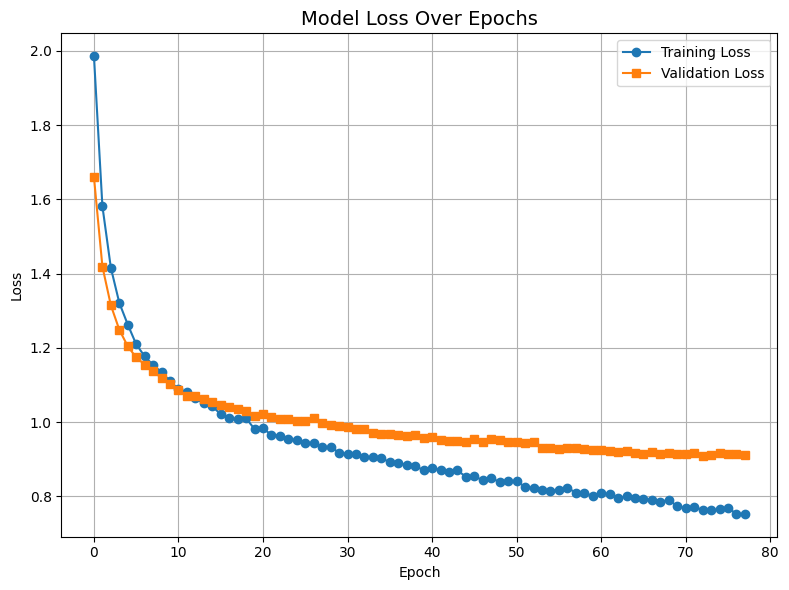 Model Loss Over Epochs
Training Loss
Validation Loss
2.0
1.8
1.6
1.4
1.2
1.0
0.8
Loss
0 10 20 30 40 50 60 70 80
Epoch